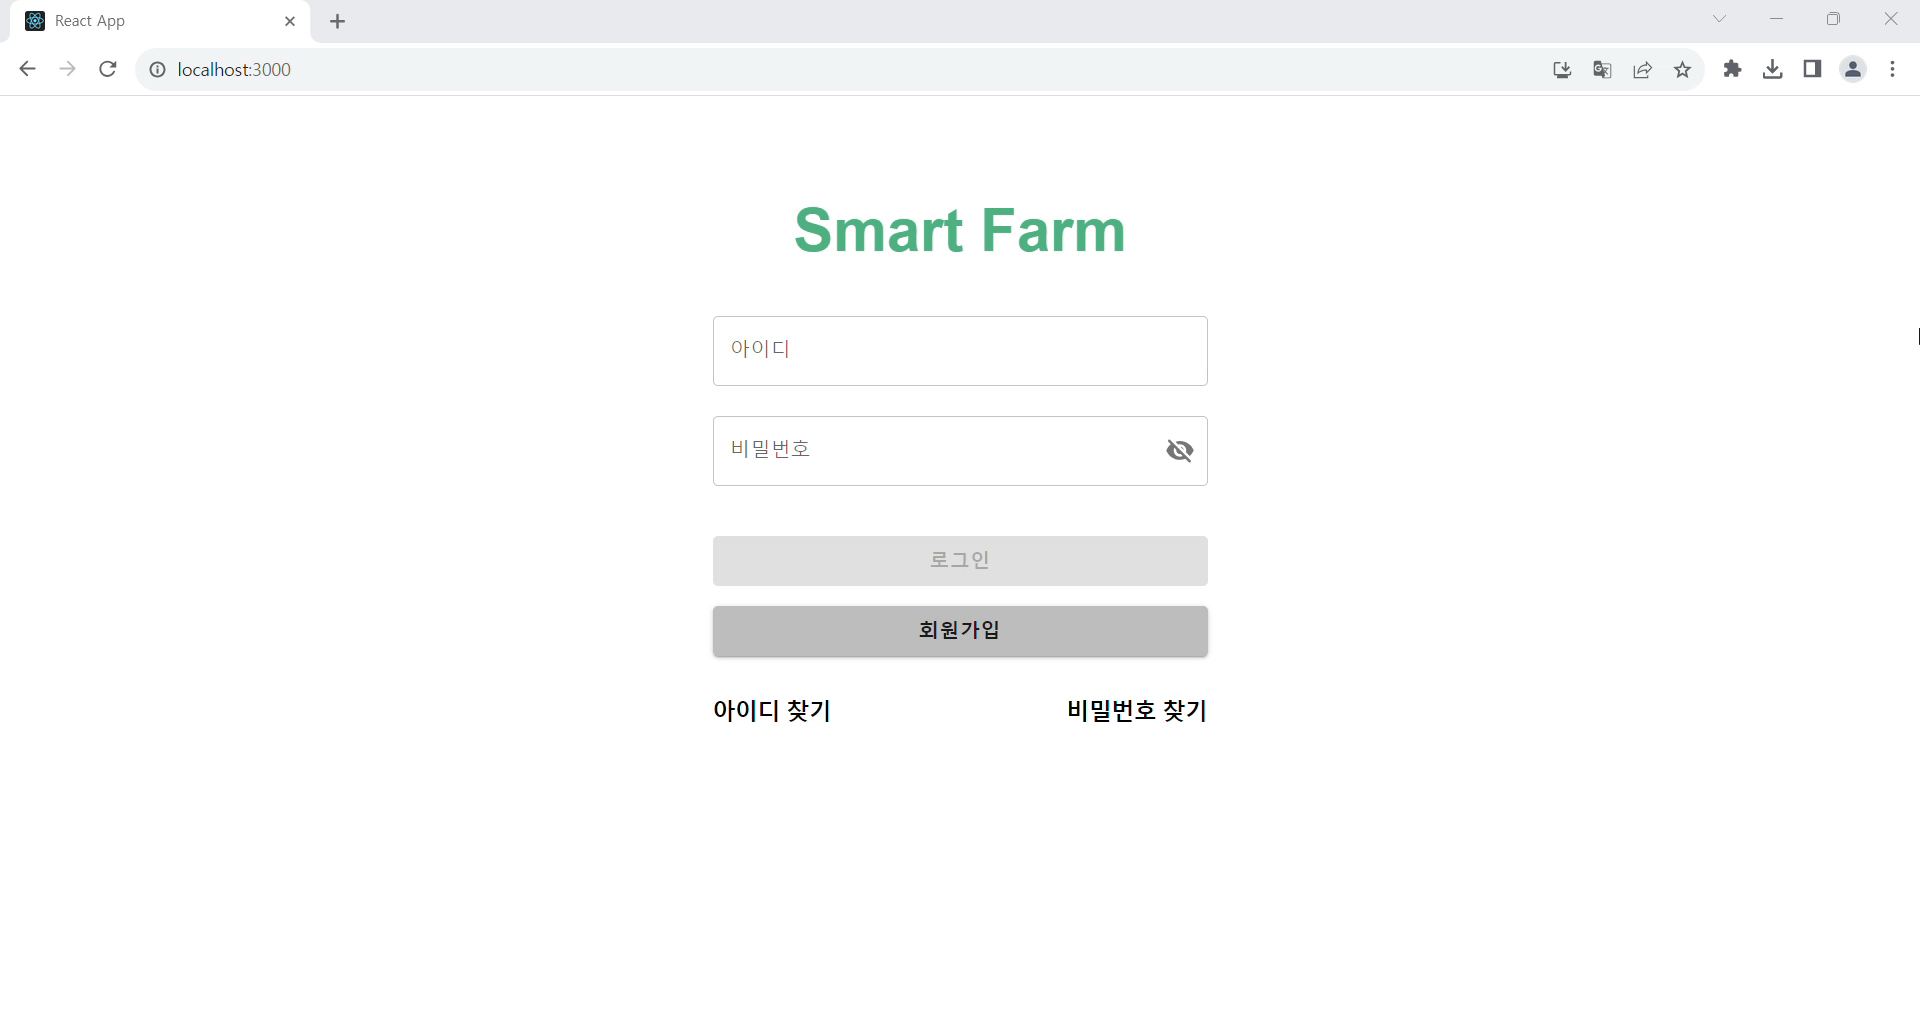 React App
localhost:3000
Smart Farm
아이디
비밀번호
로그인
회원가입
아이디 찾기 비밀번호 찾기